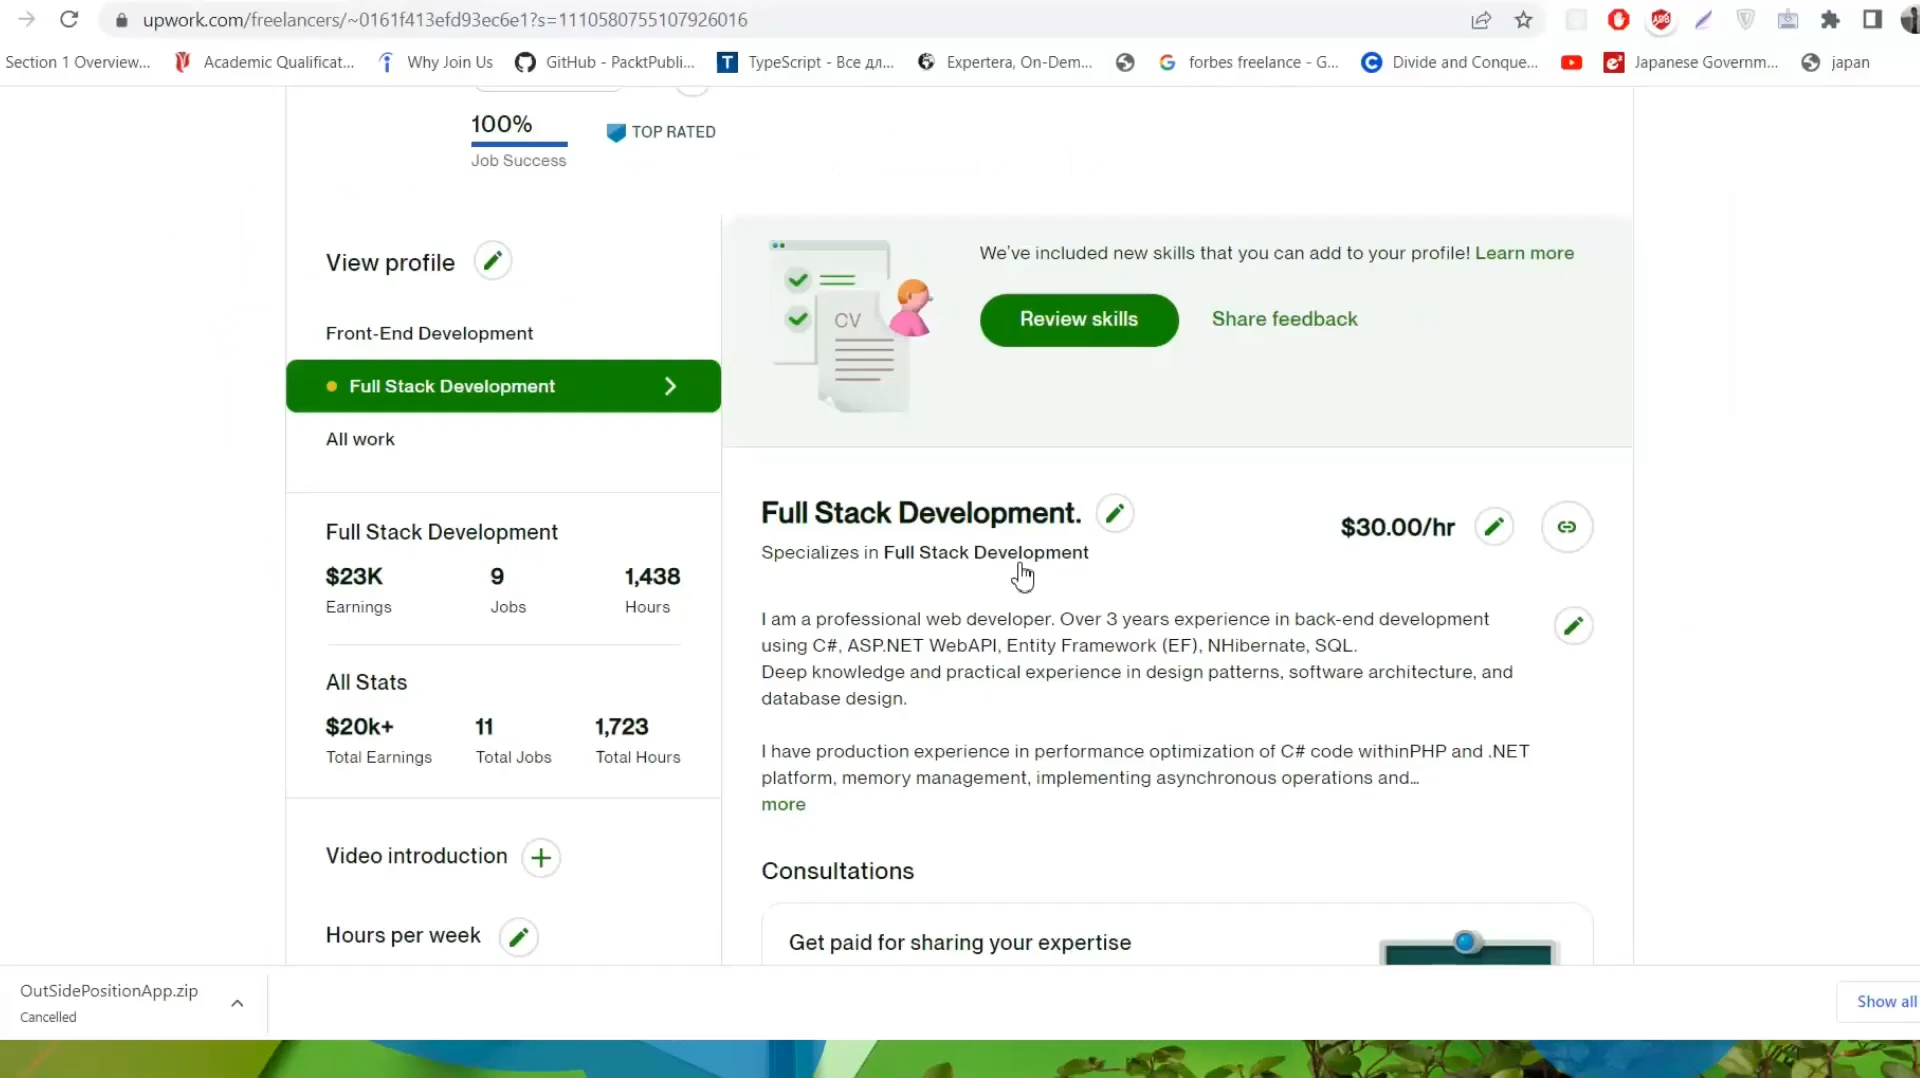 upwork.com/freelancers/~0161f413efd93ec6e1?s=1110580755107926016
Section 1 Overview...
Academic Qualificat...
Why Join Us
GitHub - PacktPubli...
TypeScript - Все дл...
Expertera, On-Dem...
forbes freelance - G...
Divide and Conque...
Japanese Governm...
japan
100%
Job Success
TOP RATED
View profile
Front-End Development
Full Stack Development
All work
Full Stack Development
$23K
9
1,438
Earnings
Jobs
Hours
All Stats
$20k+
11
1,723
Total Earnings
Total Jobs
Total Hours
Video introduction
Hours per week
CV
We've included new skills that you can add to your profile! Learn more
Review skills
Share feedback
Full Stack Development.
$30.00/hr
Specializes in Full Stack Development
I am a professional web developer. Over 3 years experience in back-end development
using C#, ASP.NET WebAPI, Entity Framework (EF), NHibernate, SQL.
Deep knowledge and practical experience in design patterns, software architecture, and
database design.
I have production experience in performance optimization of C# code withinPHP and .NET
platform, memory management, implementing asynchronous operations and...
more
Consultations
Get paid for sharing your expertise
OutSidePositionApp.zip
Cancelled
Show all